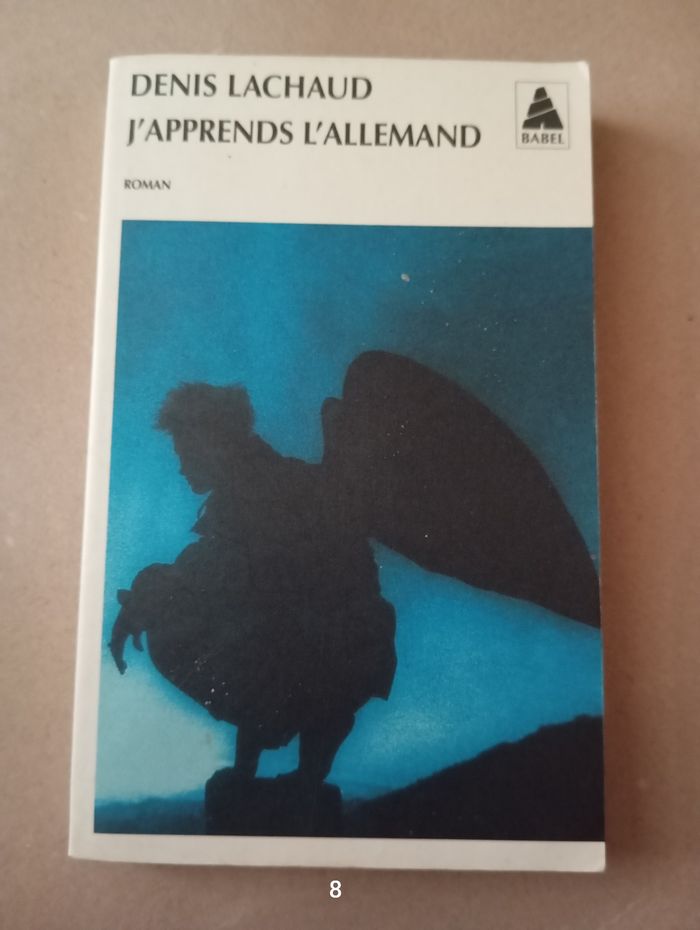 DENIS LACHAUD
J'APPRENDS L'ALLEMAND
BABEL
ROMAN
8